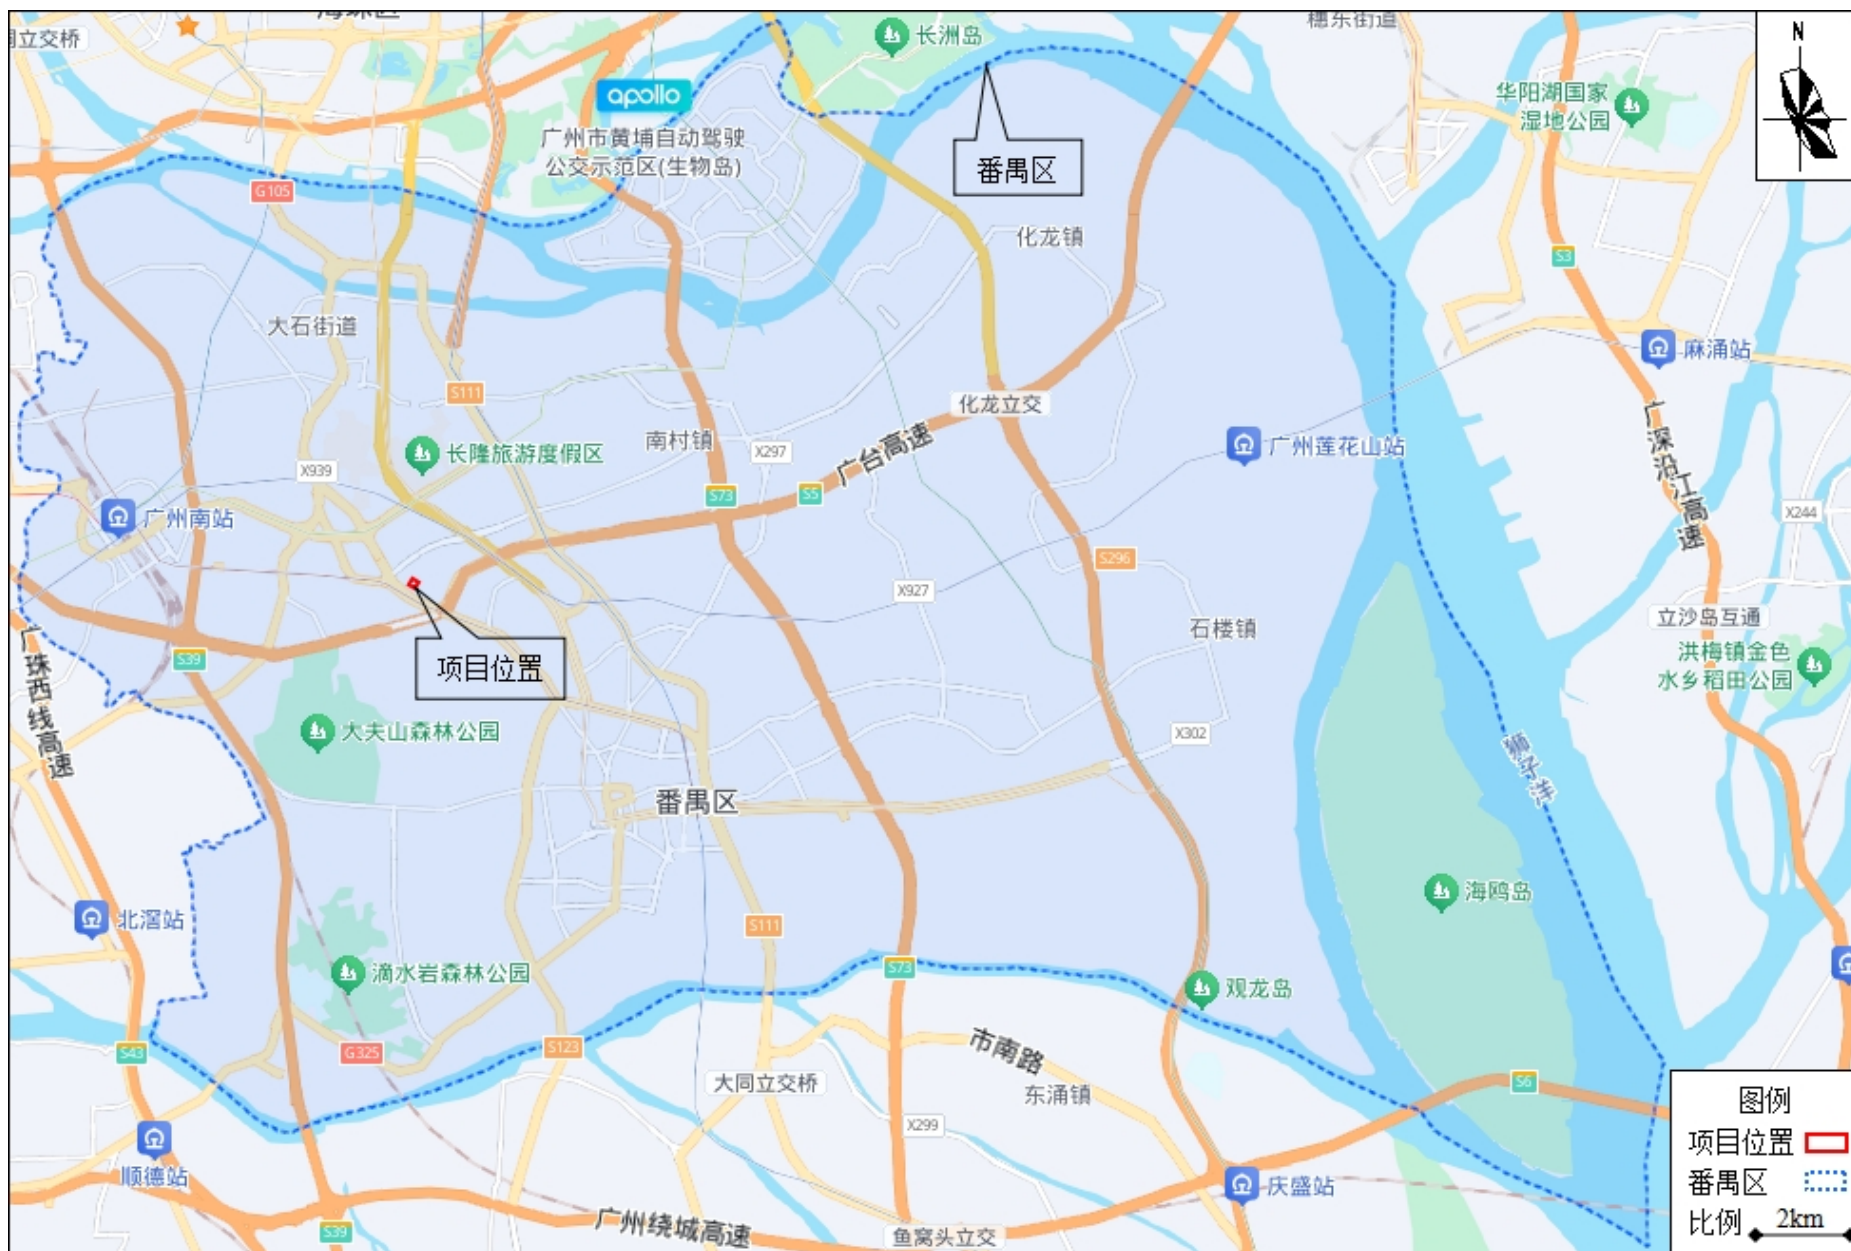 海珠区
立交桥
长洲岛
穗东街道
N
apollo
广州市黄埔自动驾驶
公交示范区(生物岛)
华阳湖国家
湿地公园
番禺区
G105
化龙镇
S3
大石街道
麻涌站
S111
化龙立交
南村镇
长隆旅游度假区
X297
广台高速
广州莲花山站
广深沿江高速
X939
S73
S5
广州南站
X244
S296
X927
石楼镇
立沙岛互通
洪梅镇金色
水乡稻田公园
广珠西线高速
S39
项目位置
大夫山森林公园
X302
狮子洋
番禺区
海鸥岛
北滘站
S111
滴水岩森林公园
S73
观龙岛
S43
G325
S123
市南路
大同立交桥
东涌镇
S6
X299
顺德站
庆盛站
S39
广州绕城高速
鱼窝头立交
图例
项目位置
番禺区
比例 2km